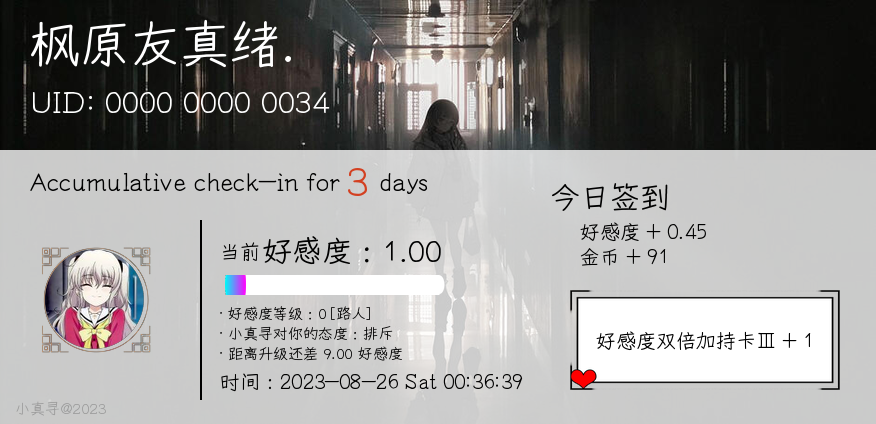 枫原友真绪.
UID: 0000 0000 0034
Accumulative check-in for 3 days
当前好感度：1.00
· 好感度等级：0[路人]
· 小真寻对你的态度：排斥
· 距离升级还差 9.00 好感度
时间：2023-08-26 Sat 00:36:39
今日签到
好感度 + 0.45
金币 + 91
好感度双倍加持卡Ⅲ + 1
小真寻@2023